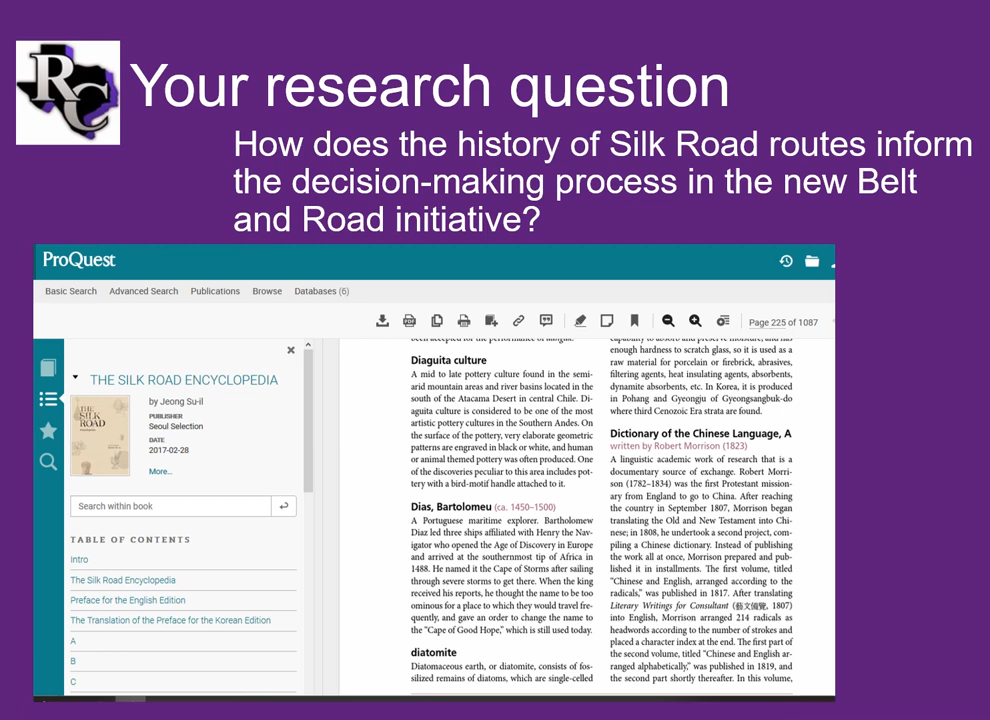 RC
Your research question
How does the history of Silk Road routes inform
the decision-making process in the new Belt
and Road initiative?
ProQuest
Basic Search Advanced Search Publications Browse Databases (6)
Page 225 of 1087
THE SILK ROAD ENCYCLOPEDIA
THE
SILK
ROAD
by Jeong Su-il
PUBLISHER
Seoul Selection
DATE
2017-02-28
More...
Search within book
TABLE OF CONTENTS
Intro
The Silk Road Encyclopedia
Preface for the English Edition
The Translation of the Preface for the Korean Edition
A
B
C
been accepted for the performance of
Diaguita culture
A mid to late pottery culture found in the semi-
arid mountain areas and river basins located in the
south of the Atacama Desert in central Chile. Di-
aguita culture is considered to be one of the most
artistic pottery cultures in the Southern Andes. On
the surface of the pottery, very elaborate geometric
patterns are engraved in black or white, and human
or animal themed pottery was often produced. One
of the discoveries peculiar to this area includes pot-
tery with a bird-motif handle attached to it.
Dias, Bartolomeu (ca. 1450–1500)
A Portuguese maritime explorer. Bartholomew
Diaz led three ships affiliated with Henry the Nav-
igator who opened the Age of Discovery in Europe
and arrived at the southernmost tip of Africa in
1488. He named it the Cape of Storms after sailing
through severe storms to get there. When the king
received his reports, he thought the name to be too
ominous for a place to which they would travel fre-
quently, and gave an order to change the name to
the “Cape of Good Hope,” which is still used today.
diatomite
Diatomaceous earth, or diatomite, consists of fos-
silized remains of diatoms, which are single-celled
capability to absorb and preserve moisture, and has
enough hardness to scratch glass, so it is used as a
raw material for porcelain or firebrick, abrasives,
filtering agents, heat insulating agents, absorbents,
dynamite absorbents, etc. In Korea, it is produced
in Pohang and Gyeongju of Gyeongsangbuk-do
where third Cenozoic Era strata are found.
Dictionary of the Chinese Language, A
written by Robert Morrison (1823)
A linguistic academic work of research that is a
documentary source of exchange. Robert Morri-
son (1782–1834) was the first Protestant mission-
ary from England to go to China. After reaching
the country in September 1807, Morrison began
translating the Old and New Testament into Chi-
nese; in 1808, he undertook a second project, com-
piling a Chinese dictionary. Instead of publishing
the work all at once, Morrison prepared and pub-
lished it in installments. The first volume, titled
“Chinese and English, arranged according to the
radicals,” was published in 1817. After translating
Literary Writings for Consultant (藝文備覽, 1807)
into English, Morrison arranged 214 radicals as
headwords according to the number of strokes and
placed a character index at the end. The first part of
the second volume, titled “Chinese and English ar-
ranged alphabetically,” was published in 1819, and
the second part shortly thereafter. In this volume,